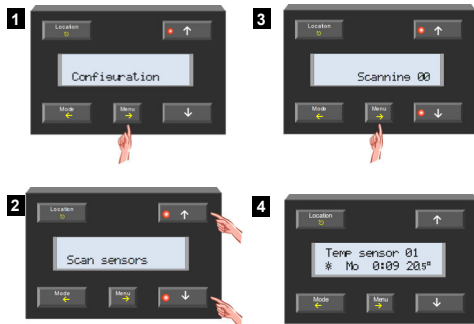 1
Location
↻
↑
Configuration
Mode
←
Menu
→
↓
2
Location
↻
↑
Scan sensors
Mode
←
Menu
→
↓
3
Location
↻
↑
Scanning 00
Mode
←
Menu
→
↓
4
Location
↻
↑
Temp sensor 01
* Mo 0:09 20.5°
Mode
←
Menu
→
↓